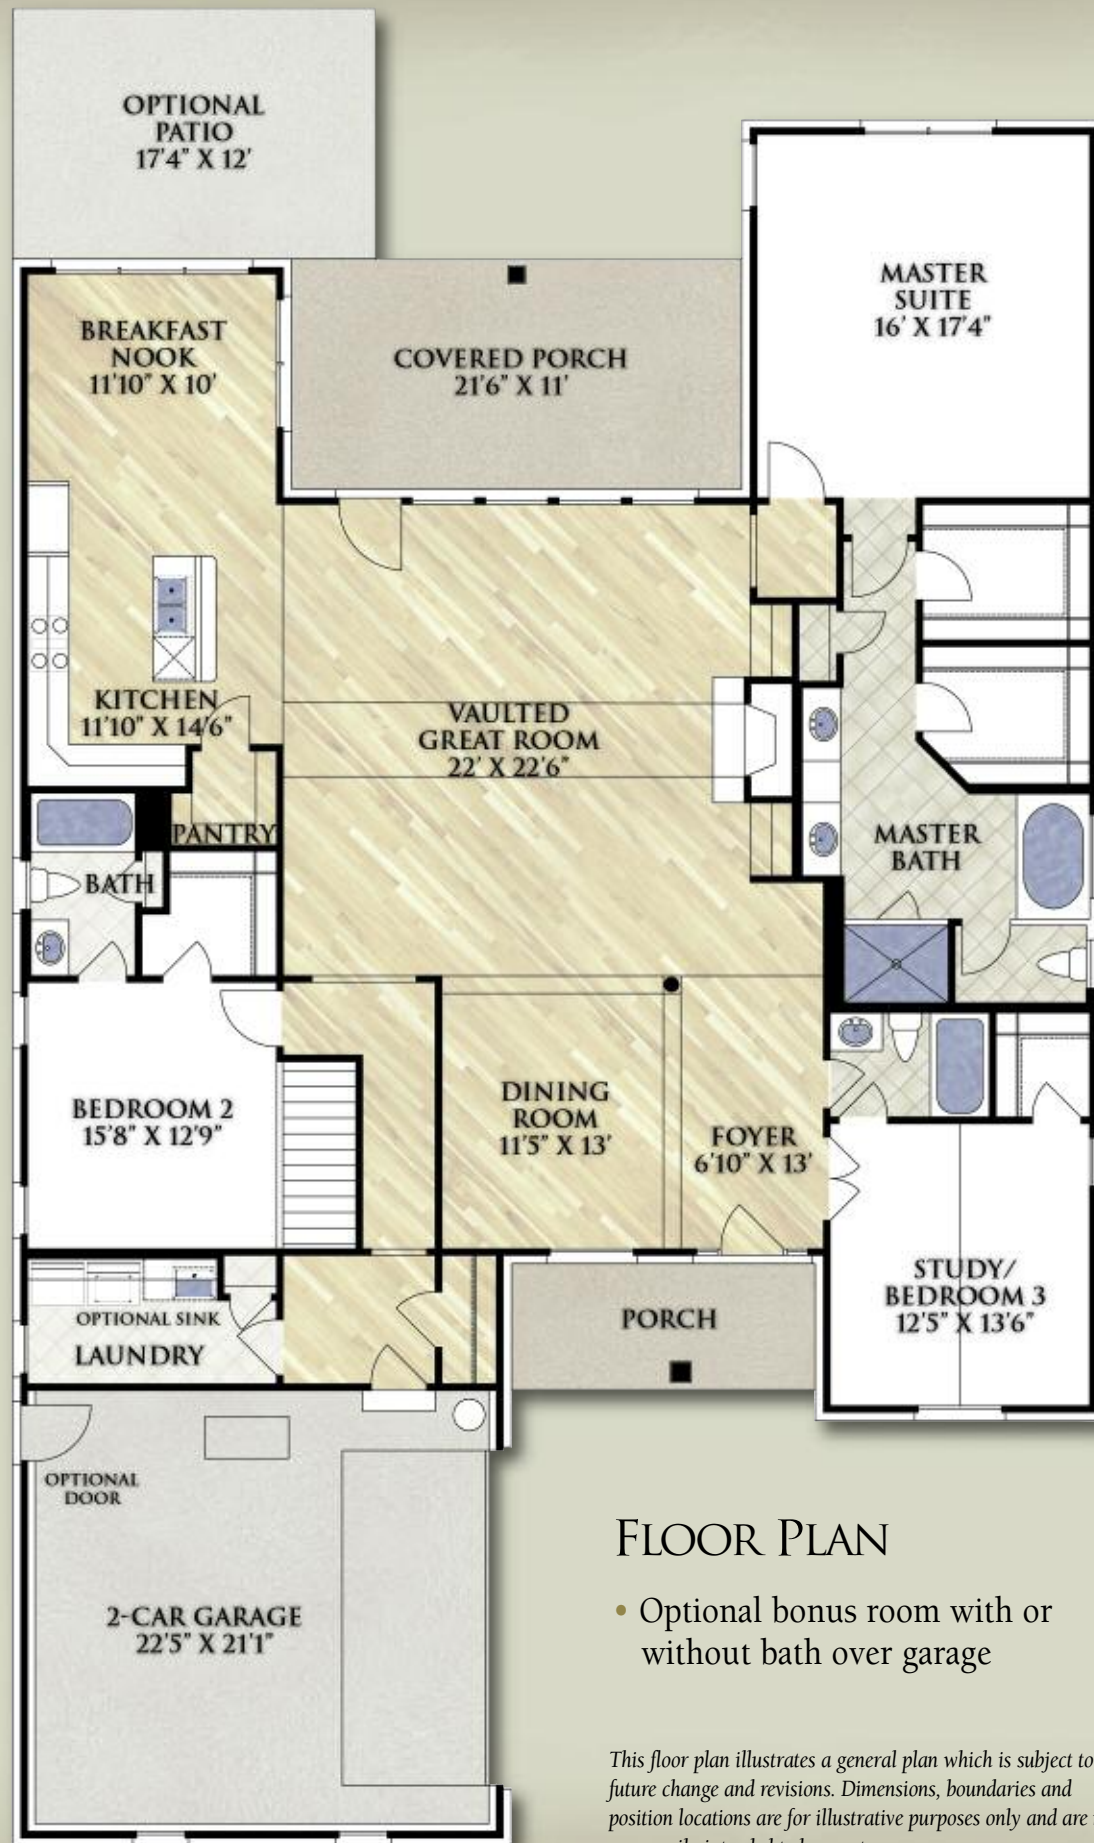 OPTIONAL
PATIO
17'4" X 12'
MASTER
SUITE
16' X 17'4"
BREAKFAST
NOOK
11'10" X 10'
COVERED PORCH
21'6" X 11'
KITCHEN
11'10" X 14'6"
VAULTED
GREAT ROOM
22' X 22'6"
PANTRY
MASTER
BATH
BATH
BEDROOM 2
15'8" X 12'9"
DINING
ROOM
11'5" X 13'
FOYER
6'10" X 13'
STUDY/
BEDROOM 3
12'5" X 13'6"
OPTIONAL SINK
LAUNDRY
PORCH
OPTIONAL
DOOR
2-CAR GARAGE
22'5" X 21'1"
FLOOR PLAN
• Optional bonus room with or
without bath over garage
This floor plan illustrates a general plan which is subject to
future change and revisions. Dimensions, boundaries and
position locations are for illustrative purposes only and are